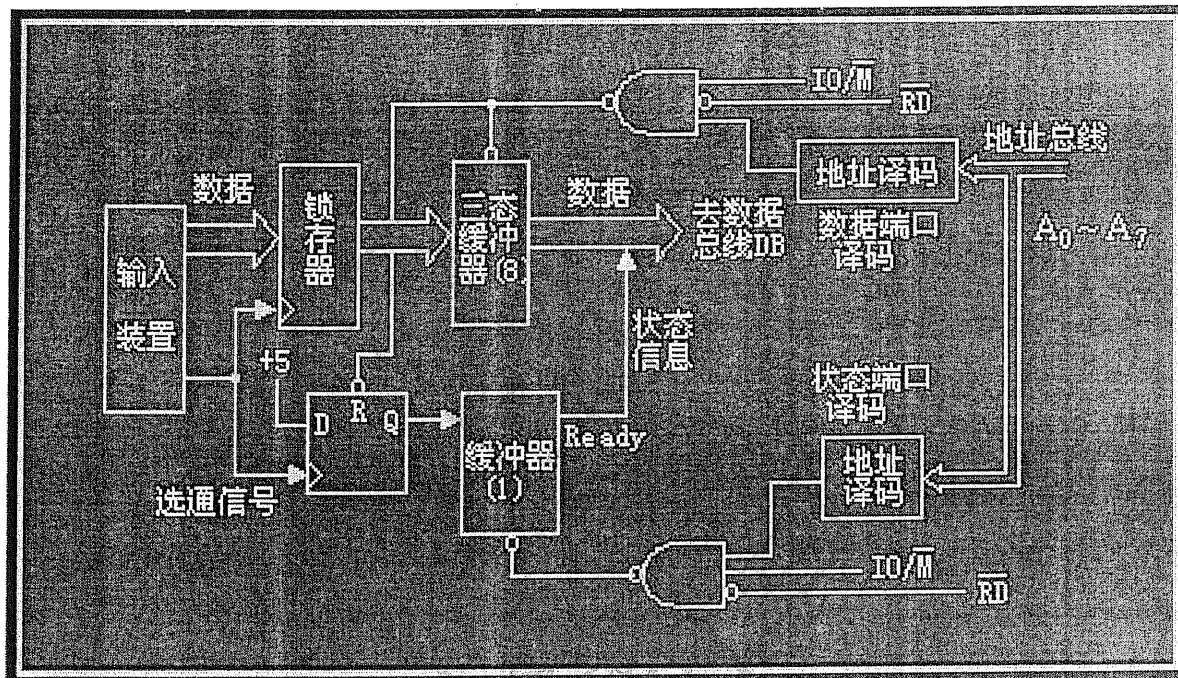 IO/M̅
R̅D̅
地址总线
地址译码
数据端口
译码
A₀~A₇
数据
锁
存
器
三态
缓冲
器(8)
数据
去数据
总线DB
输入
装置
+5
D
R
Q
选通信号
缓冲器
(1)
Ready
状态
信息
状态端口
译码
地址
译码
IO/M̅
R̅D̅